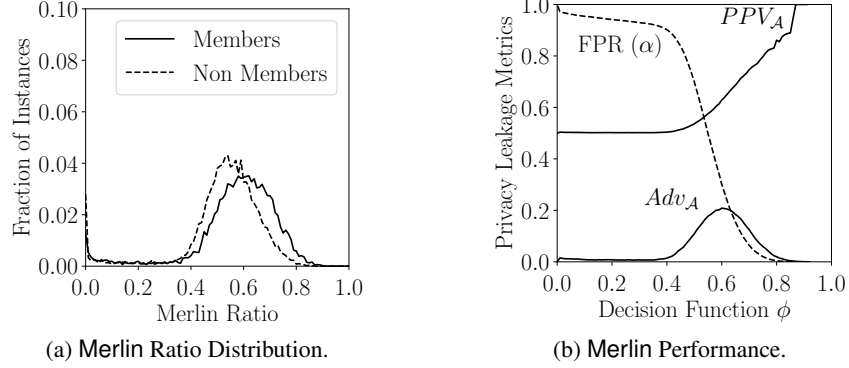 0.10
0.08
0.06
0.04
0.02
0.00
Fraction of Instances
Members
Non Members
0.0 0.2 0.4 0.6 0.8 1.0
Merlin Ratio
(a) Merlin Ratio Distribution.
1.0
0.8
0.6
0.4
0.2
0.0
Privacy Leakage Metrics
PPV_A
FPR (α)
Adv_A
0.0 0.2 0.4 0.6 0.8 1.0
Decision Function ϕ
(b) Merlin Performance.